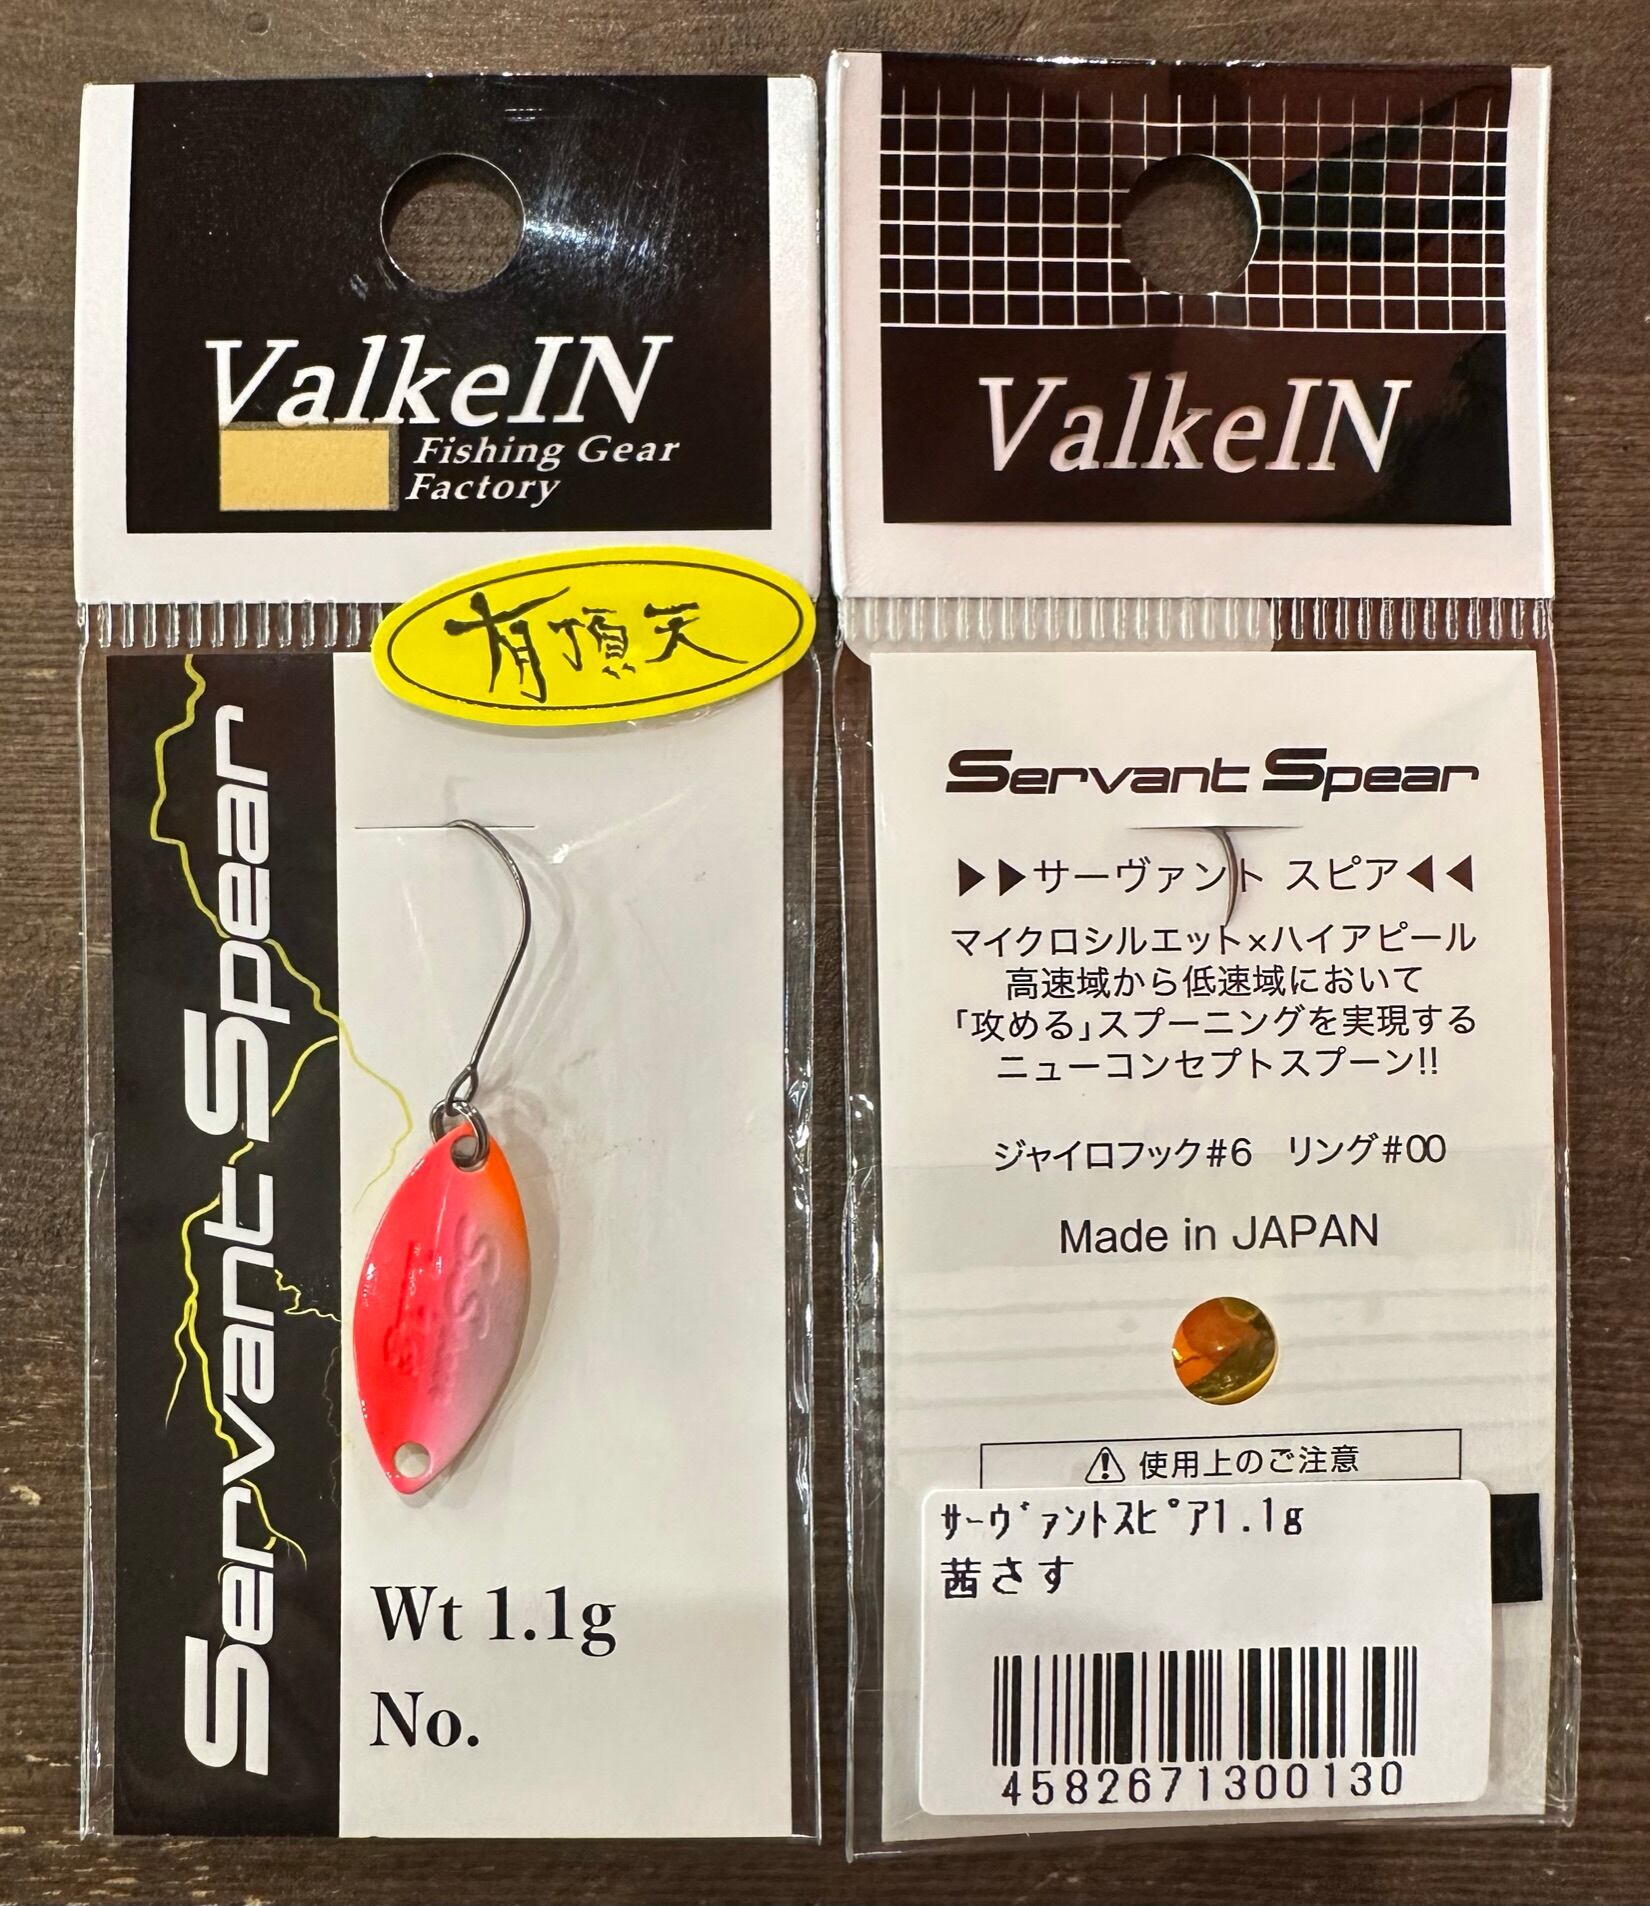 ValkeIN
Fishing Gear
Factory
有頂天
Servant Spear
Wt 1.1g
No.
ValkeIN
Servant Spear
▶▶サーヴァント スピア◀◀
マイクロシルエット×ハイアピール
高速域から低速域において
「攻める」スプーニングを実現する
ニューコンセプトスプーン!!
ジャイロフック#6 リング#00
Made in JAPAN
⚠ 使用上のご注意
ｻｰｳﾞｧﾝﾄｽﾋﾟｱ1.1g
茜さす
4582671300130